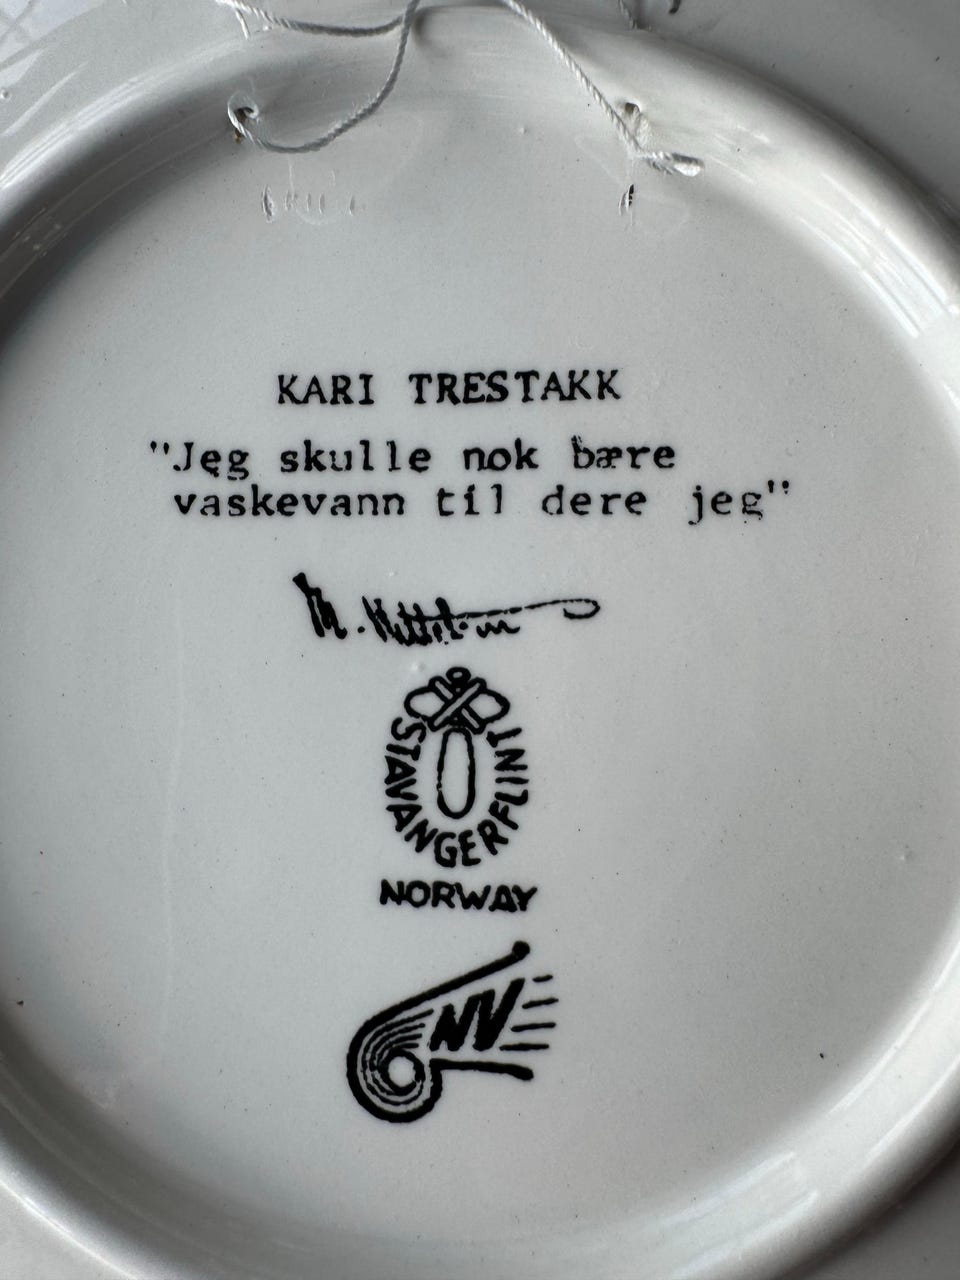 KARI TRESTAKK
"Jeg skulle nok bære
vaskevann til dere jeg"
STAVANGERFLINT
NORWAY
NV